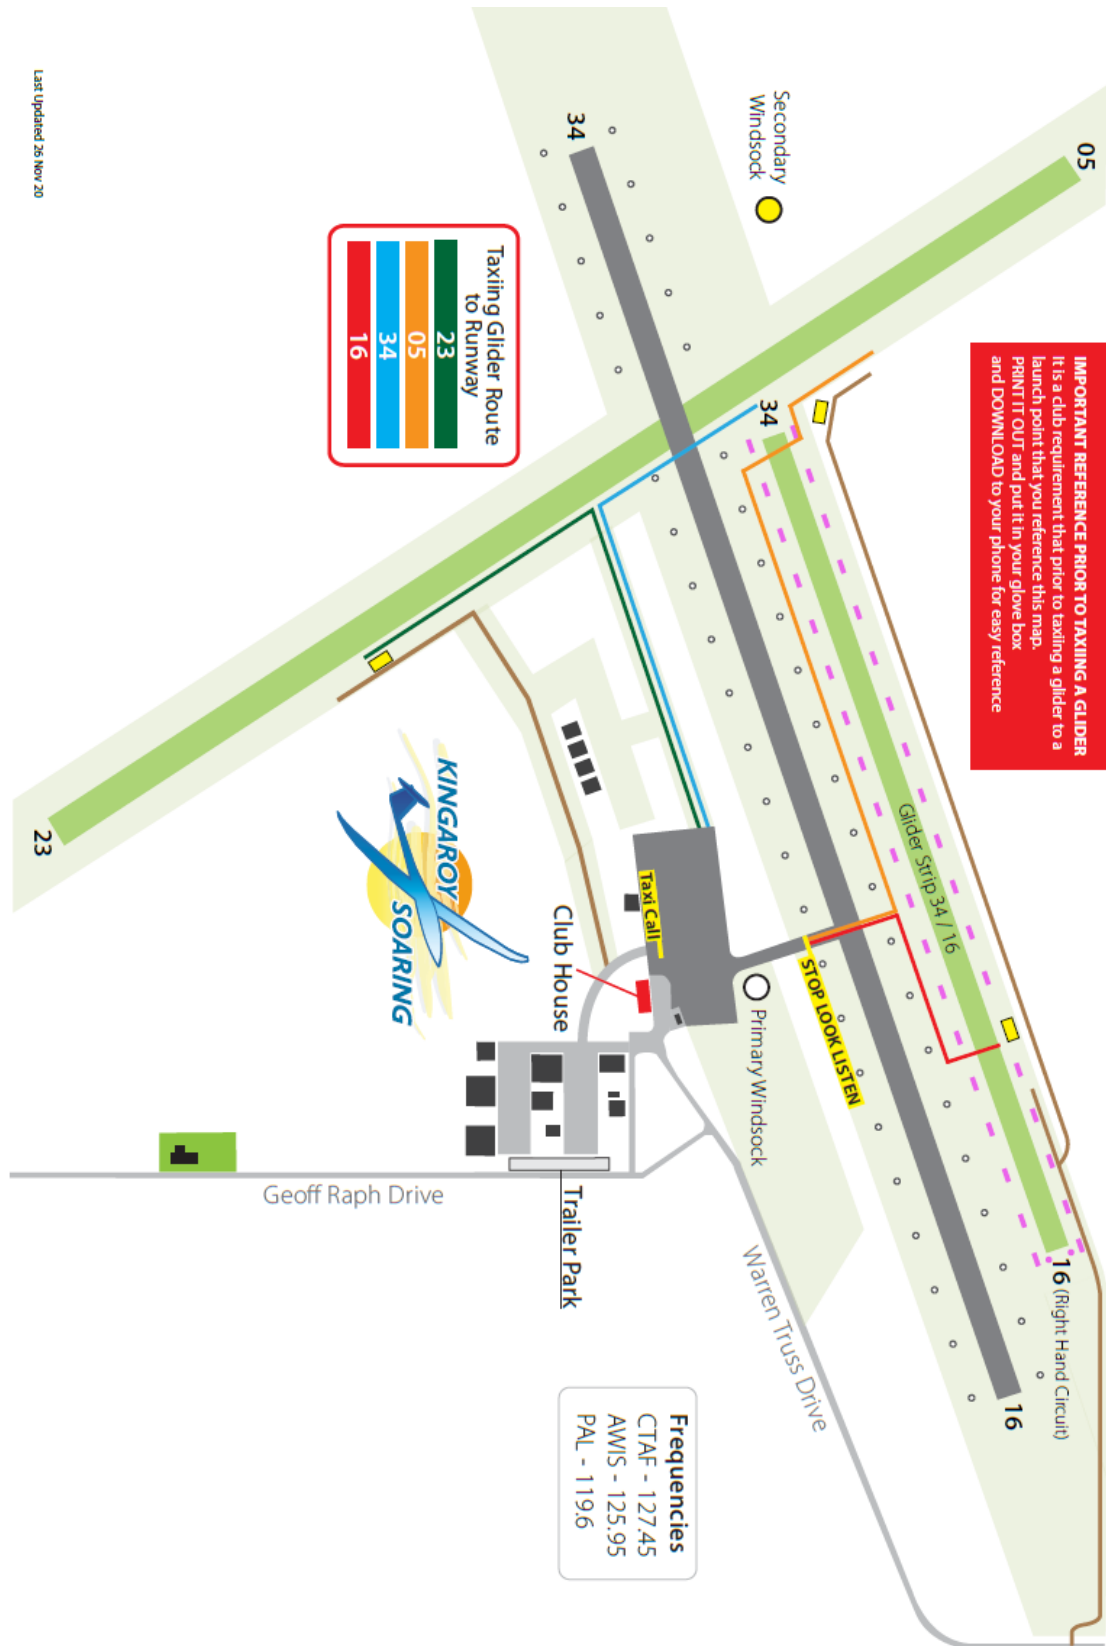 IMPORTANT REFERENCE PRIOR TO TAXIING A GLIDER
It is a club requirement that prior to taxiing a glider to a
launch point that you reference this map.
PRINT IT OUT and put it in your glove box
and DOWNLOAD to your phone for easy reference
05
Secondary
Windsock
34
34
Glider Strip 34 / 16
16 (Right Hand Circuit)
16
STOP LOOK LISTEN
Primary Windsock
Taxi Call
Club House
Trailer Park
Warren Truss Drive
Geoff Raph Drive
Taxiing Glider Route
to Runway
23
05
34
16
KINGAROY
SOARING
23
Frequencies
CTAF - 127.45
AWIS - 125.95
PAL - 119.6
Last Updated 26 Nov 20